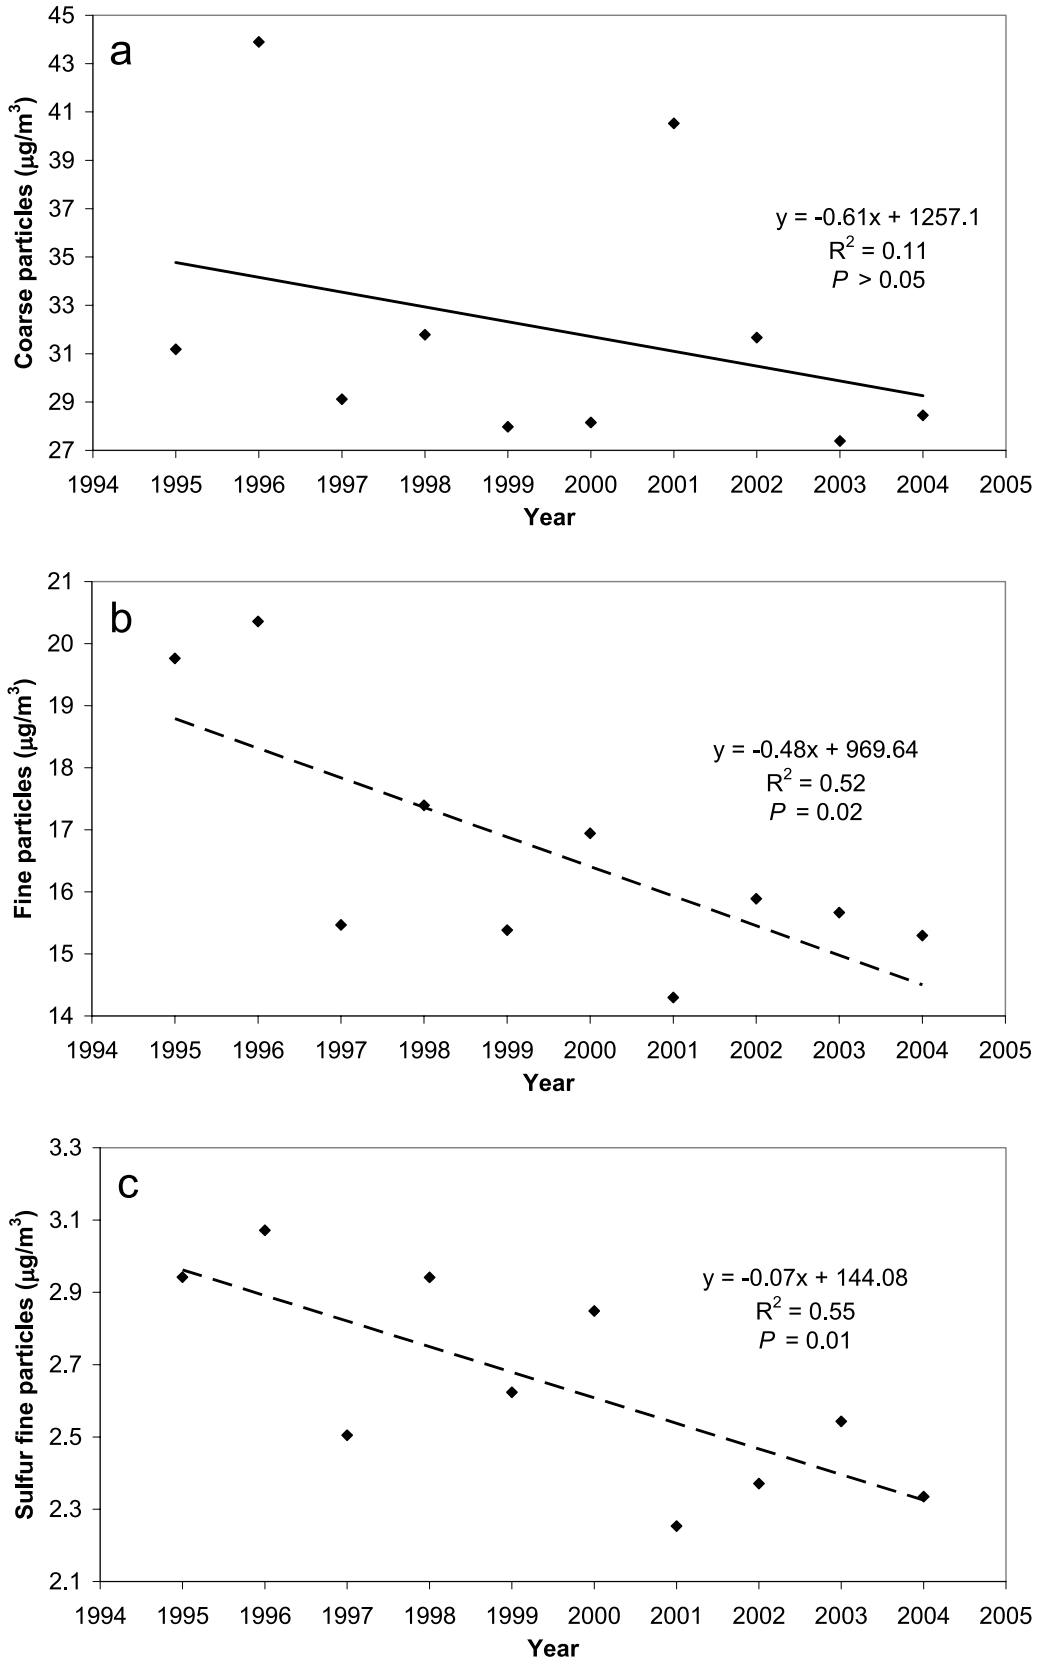 a
Coarse particles (µg/m³)
45
43
41
39
37
35
33
31
29
27
y = -0.61x + 1257.1
R² = 0.11
P > 0.05
1994 1995 1996 1997 1998 1999 2000 2001 2002 2003 2004 2005
Year
b
Fine particles (µg/m³)
21
20
19
18
17
16
15
14
y = -0.48x + 969.64
R² = 0.52
P = 0.02
1994 1995 1996 1997 1998 1999 2000 2001 2002 2003 2004 2005
Year
c
Sulfur fine particles (µg/m³)
3.3
3.1
2.9
2.7
2.5
2.3
2.1
y = -0.07x + 144.08
R² = 0.55
P = 0.01
1994 1995 1996 1997 1998 1999 2000 2001 2002 2003 2004 2005
Year